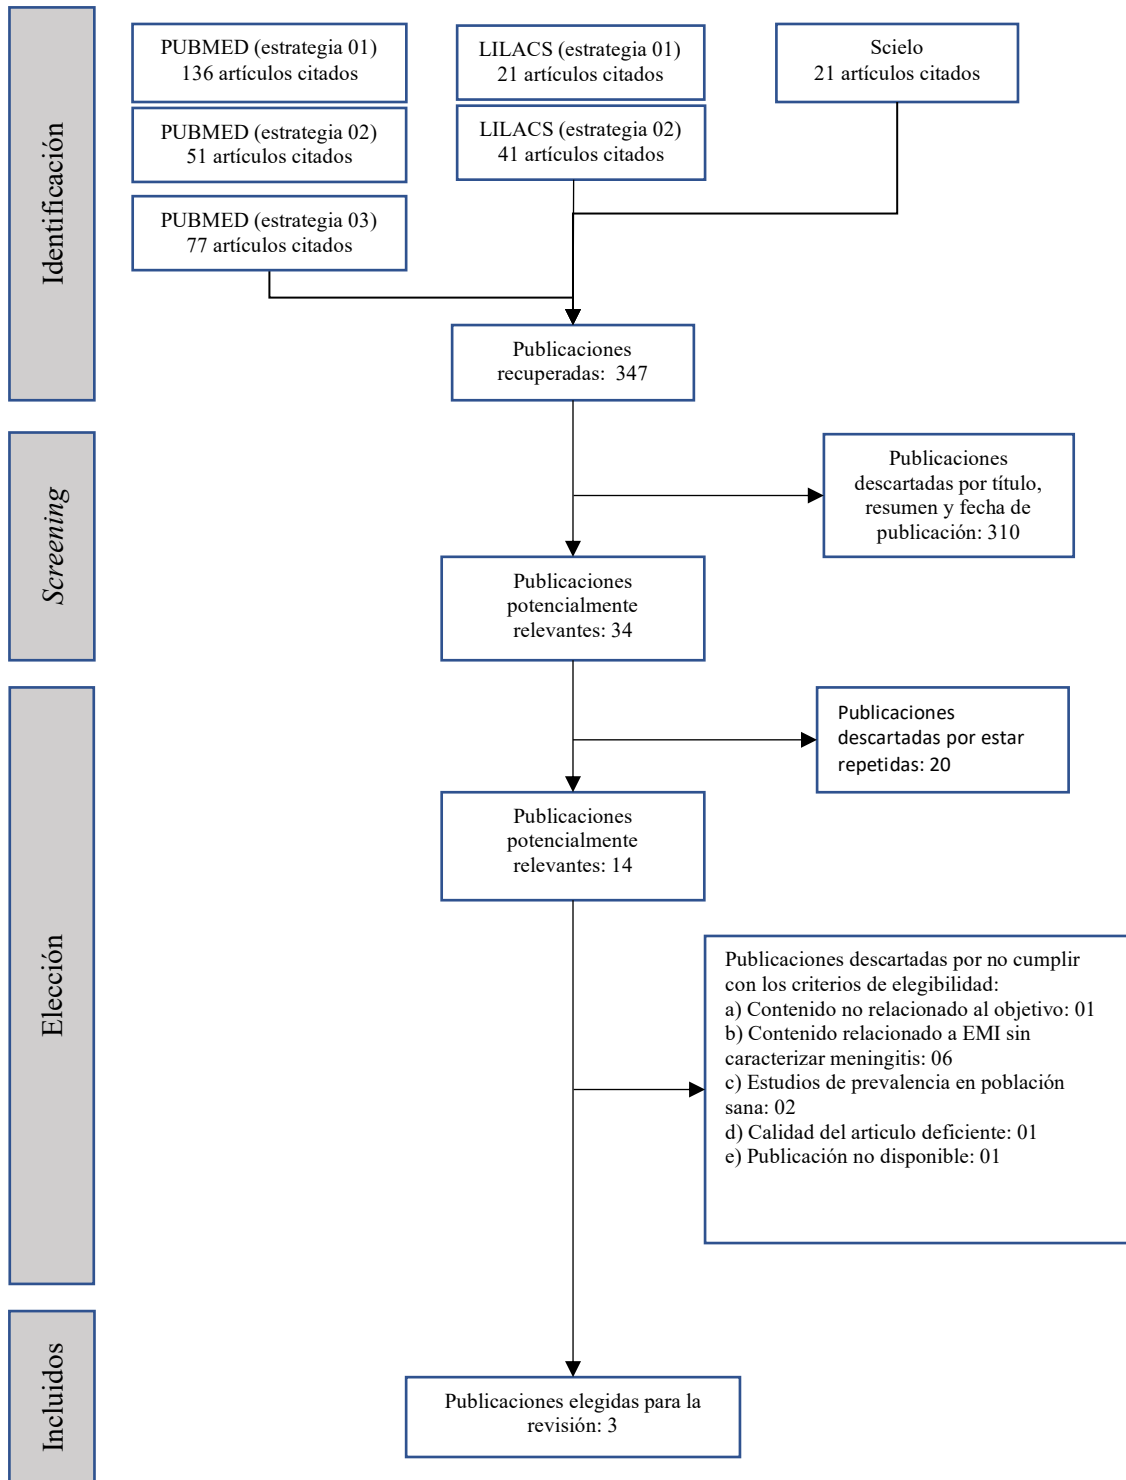 Identificación
PUBMED (estrategia 01)
136 artículos citados
LILACS (estrategia 01)
21 artículos citados
Scielo
21 artículos citados
PUBMED (estrategia 02)
51 artículos citados
LILACS (estrategia 02)
41 artículos citados
PUBMED (estrategia 03)
77 artículos citados
Publicaciones
recuperadas: 347
Screening
Publicaciones
descartadas por título,
resumen y fecha de
publicación: 310
Publicaciones
potencialmente
relevantes: 34
Elección
Publicaciones
descartadas por estar
repetidas: 20
Publicaciones
potencialmente
relevantes: 14
Publicaciones descartadas por no cumplir
con los criterios de elegibilidad:
a) Contenido no relacionado al objetivo: 01
b) Contenido relacionado a EMI sin
caracterizar meningitis: 06
c) Estudios de prevalencia en población
sana: 02
d) Calidad del articulo deficiente: 01
e) Publicación no disponible: 01
Incluidos
Publicaciones elegidas para la
revisión: 3